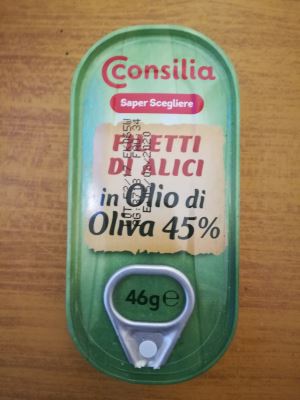 Consilia
Saper Scegliere
FILETTI
DI ALICI
in Olio di
Oliva 45%
46g℮